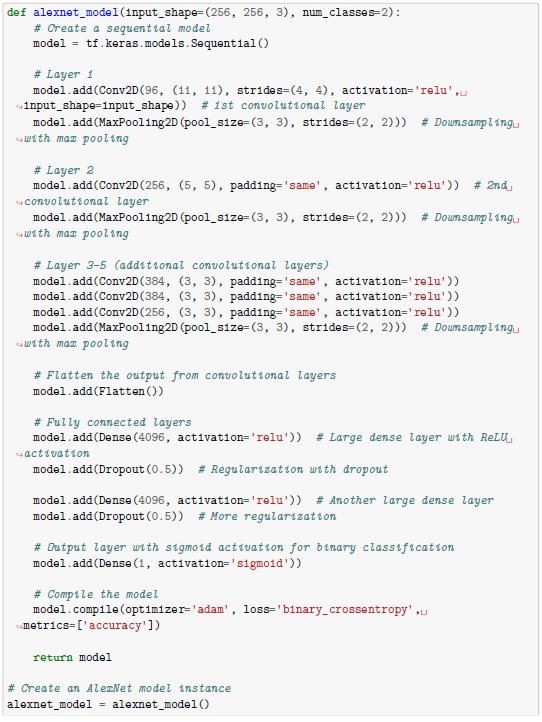 def alexnet_model(input_shape=(256, 256, 3), num_classes=2):
    # Create a sequential model
    model = tf.keras.models.Sequential()

    # Layer 1
    model.add(Conv2D(96, (11, 11), strides=(4, 4), activation='relu',␣
↪input_shape=input_shape))  # 1st convolutional layer
    model.add(MaxPooling2D(pool_size=(3, 3), strides=(2, 2)))  # Downsampling␣
↪with max pooling

    # Layer 2
    model.add(Conv2D(256, (5, 5), padding='same', activation='relu'))  # 2nd␣
↪convolutional layer
    model.add(MaxPooling2D(pool_size=(3, 3), strides=(2, 2)))  # Downsampling␣
↪with max pooling

    # Layer 3-5 (additional convolutional layers)
    model.add(Conv2D(384, (3, 3), padding='same', activation='relu'))
    model.add(Conv2D(384, (3, 3), padding='same', activation='relu'))
    model.add(Conv2D(256, (3, 3), padding='same', activation='relu'))
    model.add(MaxPooling2D(pool_size=(3, 3), strides=(2, 2)))  # Downsampling␣
↪with max pooling

    # Flatten the output from convolutional layers
    model.add(Flatten())

    # Fully connected layers
    model.add(Dense(4096, activation='relu'))  # Large dense layer with ReLU␣
↪activation
    model.add(Dropout(0.5))  # Regularization with dropout

    model.add(Dense(4096, activation='relu'))  # Another large dense layer
    model.add(Dropout(0.5))  # More regularization

    # Output layer with sigmoid activation for binary classification
    model.add(Dense(1, activation='sigmoid'))

    # Compile the model
    model.compile(optimizer='adam', loss='binary_crossentropy',␣
↪metrics=['accuracy'])

    return model

# Create an AlexNet model instance
alexnet_model = alexnet_model()